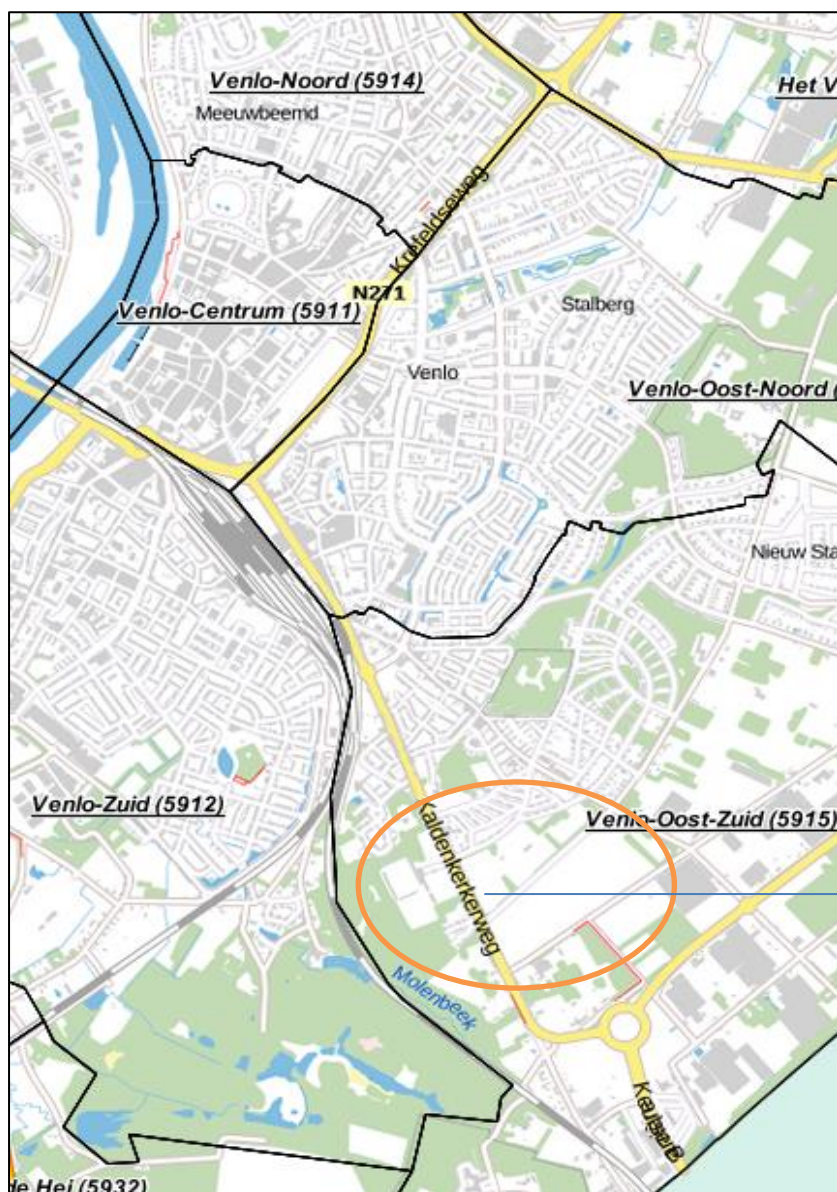 Venlo-Noord (5914)
Het V
Meeuwbeemd
Krefeldseweg
N271
Stalberg
Venlo-Centrum (5911)
Venlo
Venlo-Oost-Noord (
Nieuw Sta
Venlo-Zuid (5912)
Venlo-Oost-Zuid (5915)
Kaldenkerkerweg
Molenbeek
de Hei (5932)